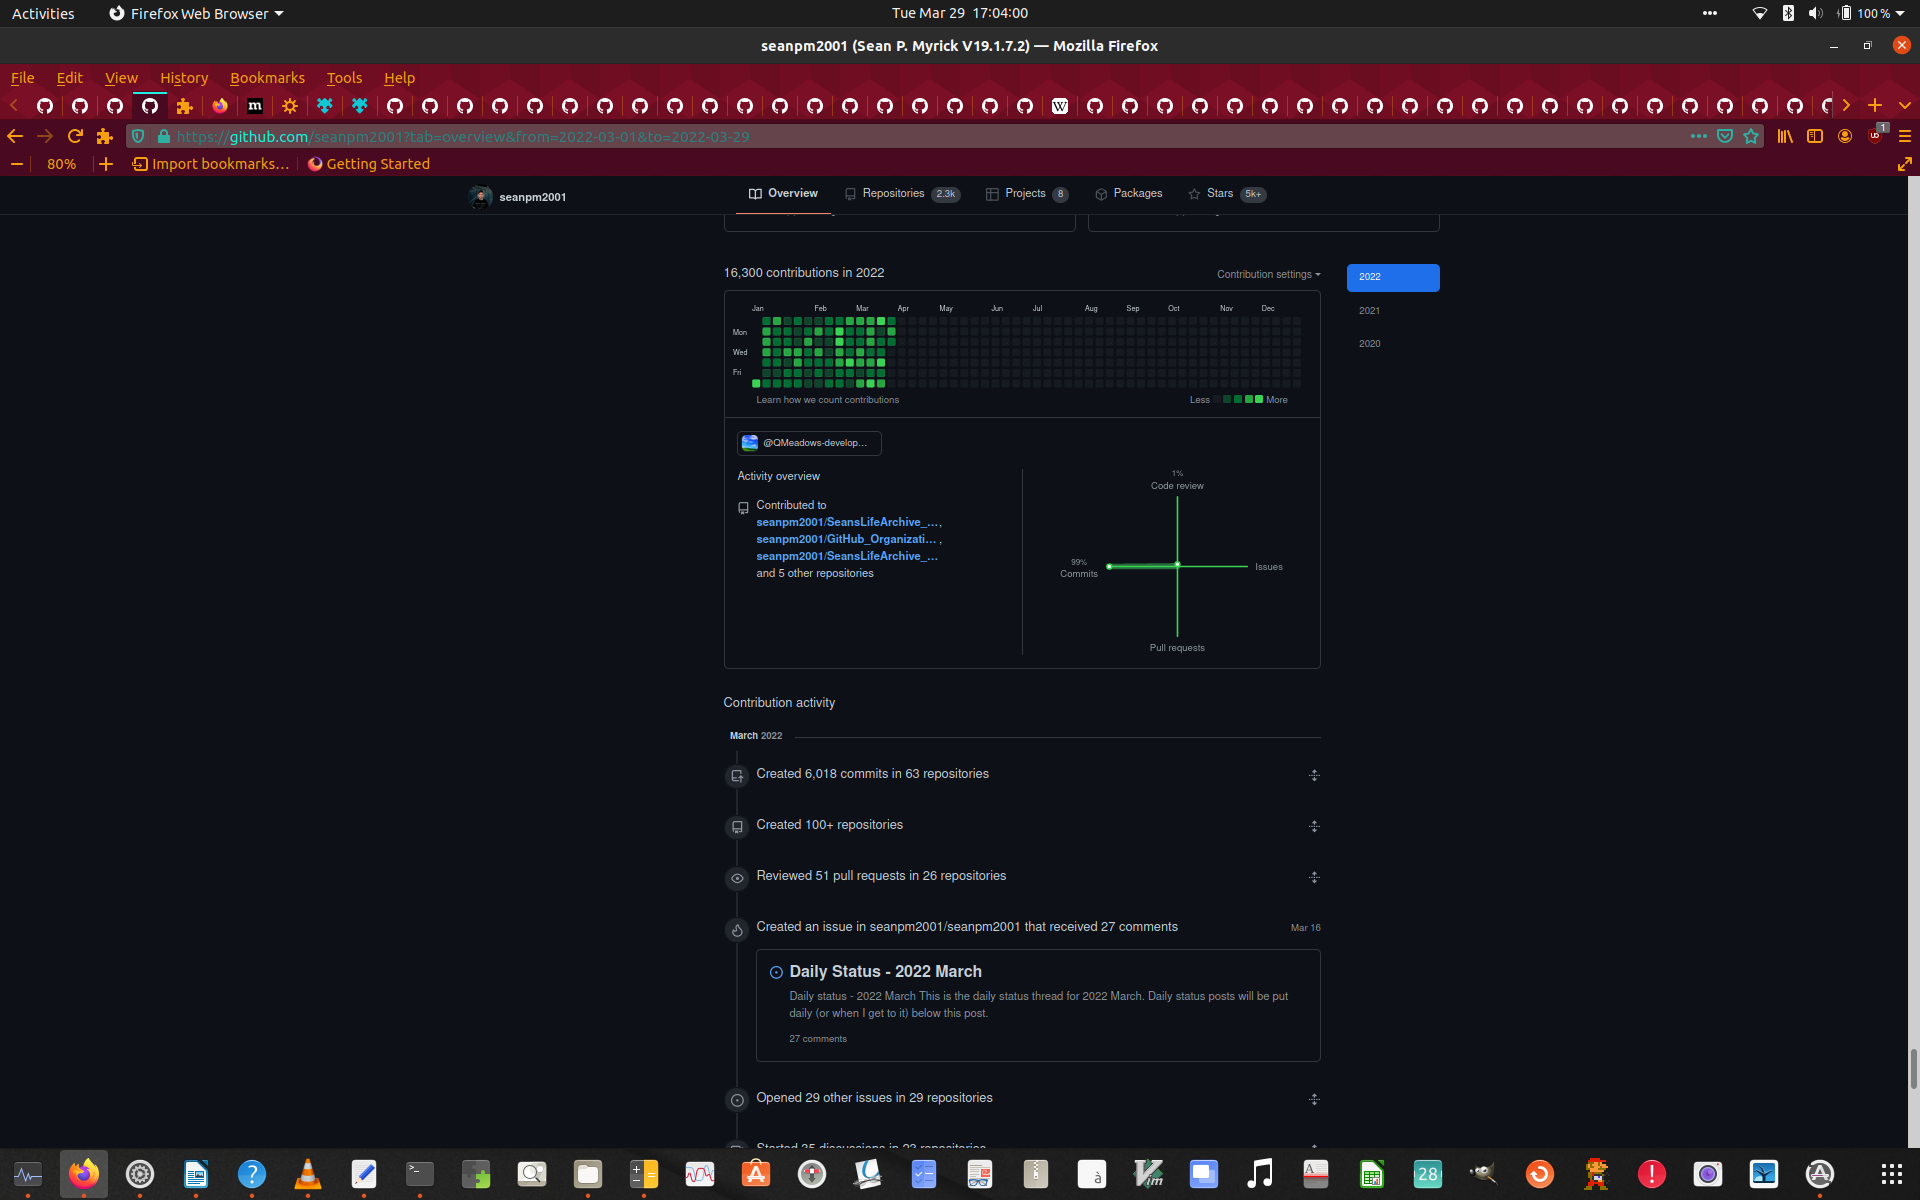 Activities
Firefox Web Browser
Tue Mar 29 17:04:00
100 %
seanpm2001 (Sean P. Myrick V19.1.7.2) — Mozilla Firefox
File Edit View History Bookmarks Tools Help
https://github.com/seanpm2001?tab=overview&from=2022-03-01&to=2022-03-29
1
80%
Import bookmarks…
Getting Started
seanpm2001
Overview
Repositories 2.3k
Projects 8
Packages
Stars 5k+
16,300 contributions in 2022
Contribution settings
2022
2021
2020
Jan Feb Mar Apr May Jun Jul Aug Sep Oct Nov Dec
Mon
Wed
Fri
Learn how we count contributions
Less
More
@QMeadows-develop…
Activity overview
Contributed to
seanpm2001/SeansLifeArchive_… ,
seanpm2001/GitHub_Organizati… ,
seanpm2001/SeansLifeArchive_…
and 5 other repositories
1%
Code review
99%
Commits
Issues
Pull requests
Contribution activity
March 2022
Created 6,018 commits in 63 repositories
Created 100+ repositories
Reviewed 51 pull requests in 26 repositories
Created an issue in seanpm2001/seanpm2001 that received 27 comments
Mar 16
Daily Status - 2022 March
Daily status - 2022 March This is the daily status thread for 2022 March. Daily status posts will be put
daily (or when I get to it) below this post.
27 comments
Opened 29 other issues in 29 repositories
Started 35 discussions in 23 repositories
28